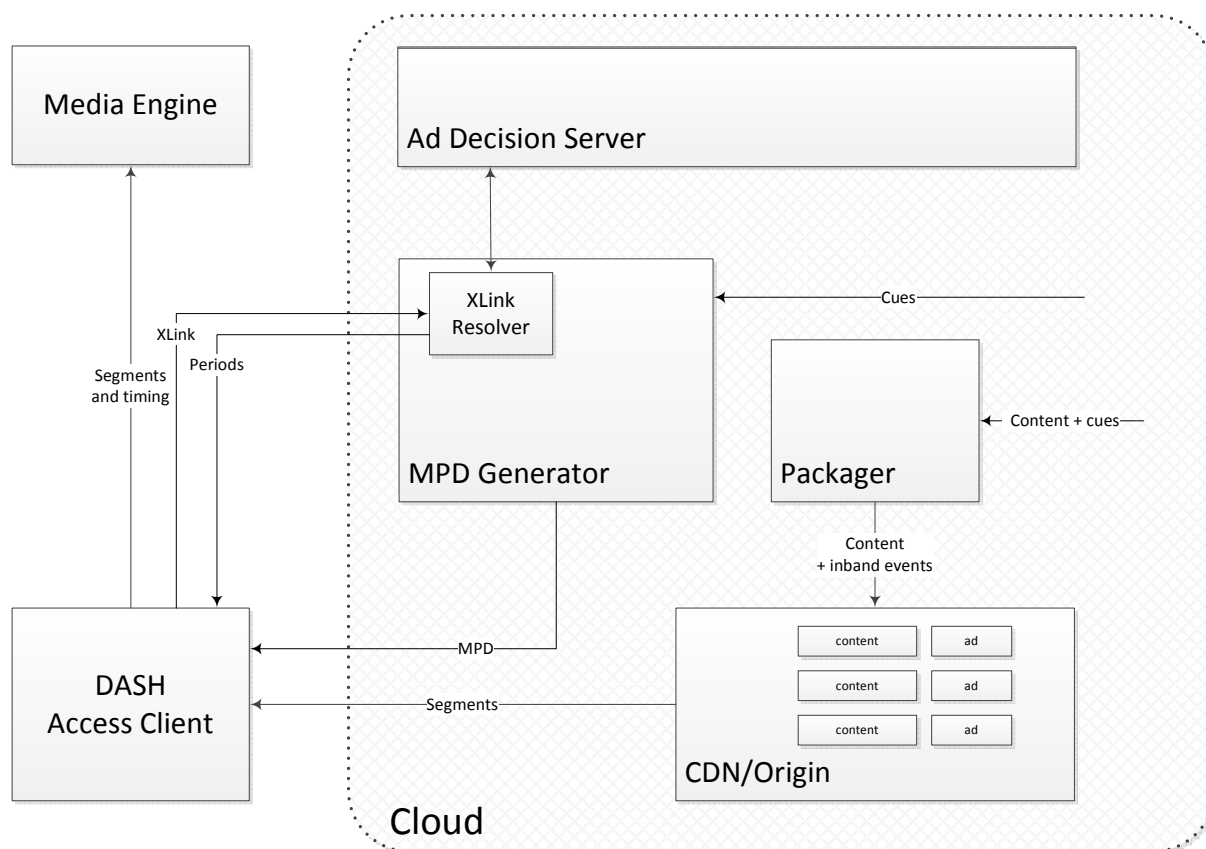 Media Engine
Ad Decision Server
XLink
Resolver
Cues
XLink
Periods
Segments
and timing
Content + cues
MPD Generator
Packager
Content
+ inband events
content
ad
MPD
DASH
Access Client
content
ad
Segments
content
ad
CDN/Origin
Cloud